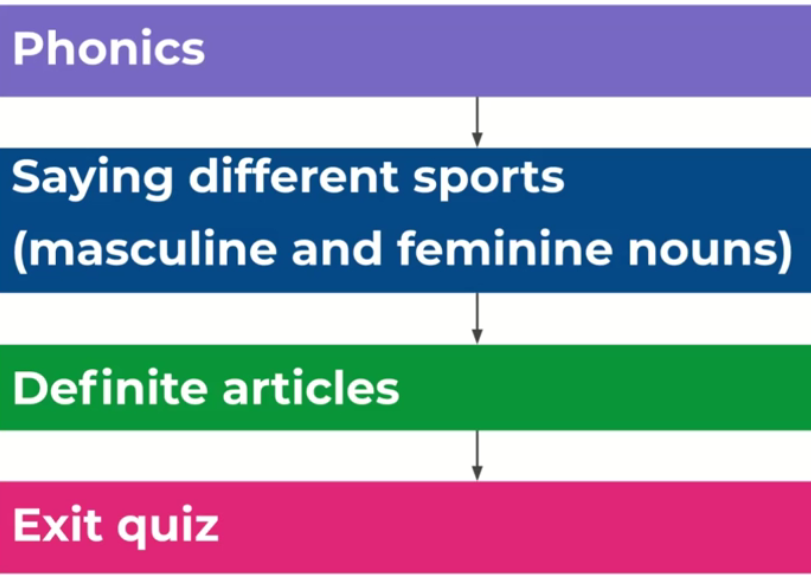 Phonics
Saying different sports
(masculine and feminine nouns)
Definite articles
Exit quiz